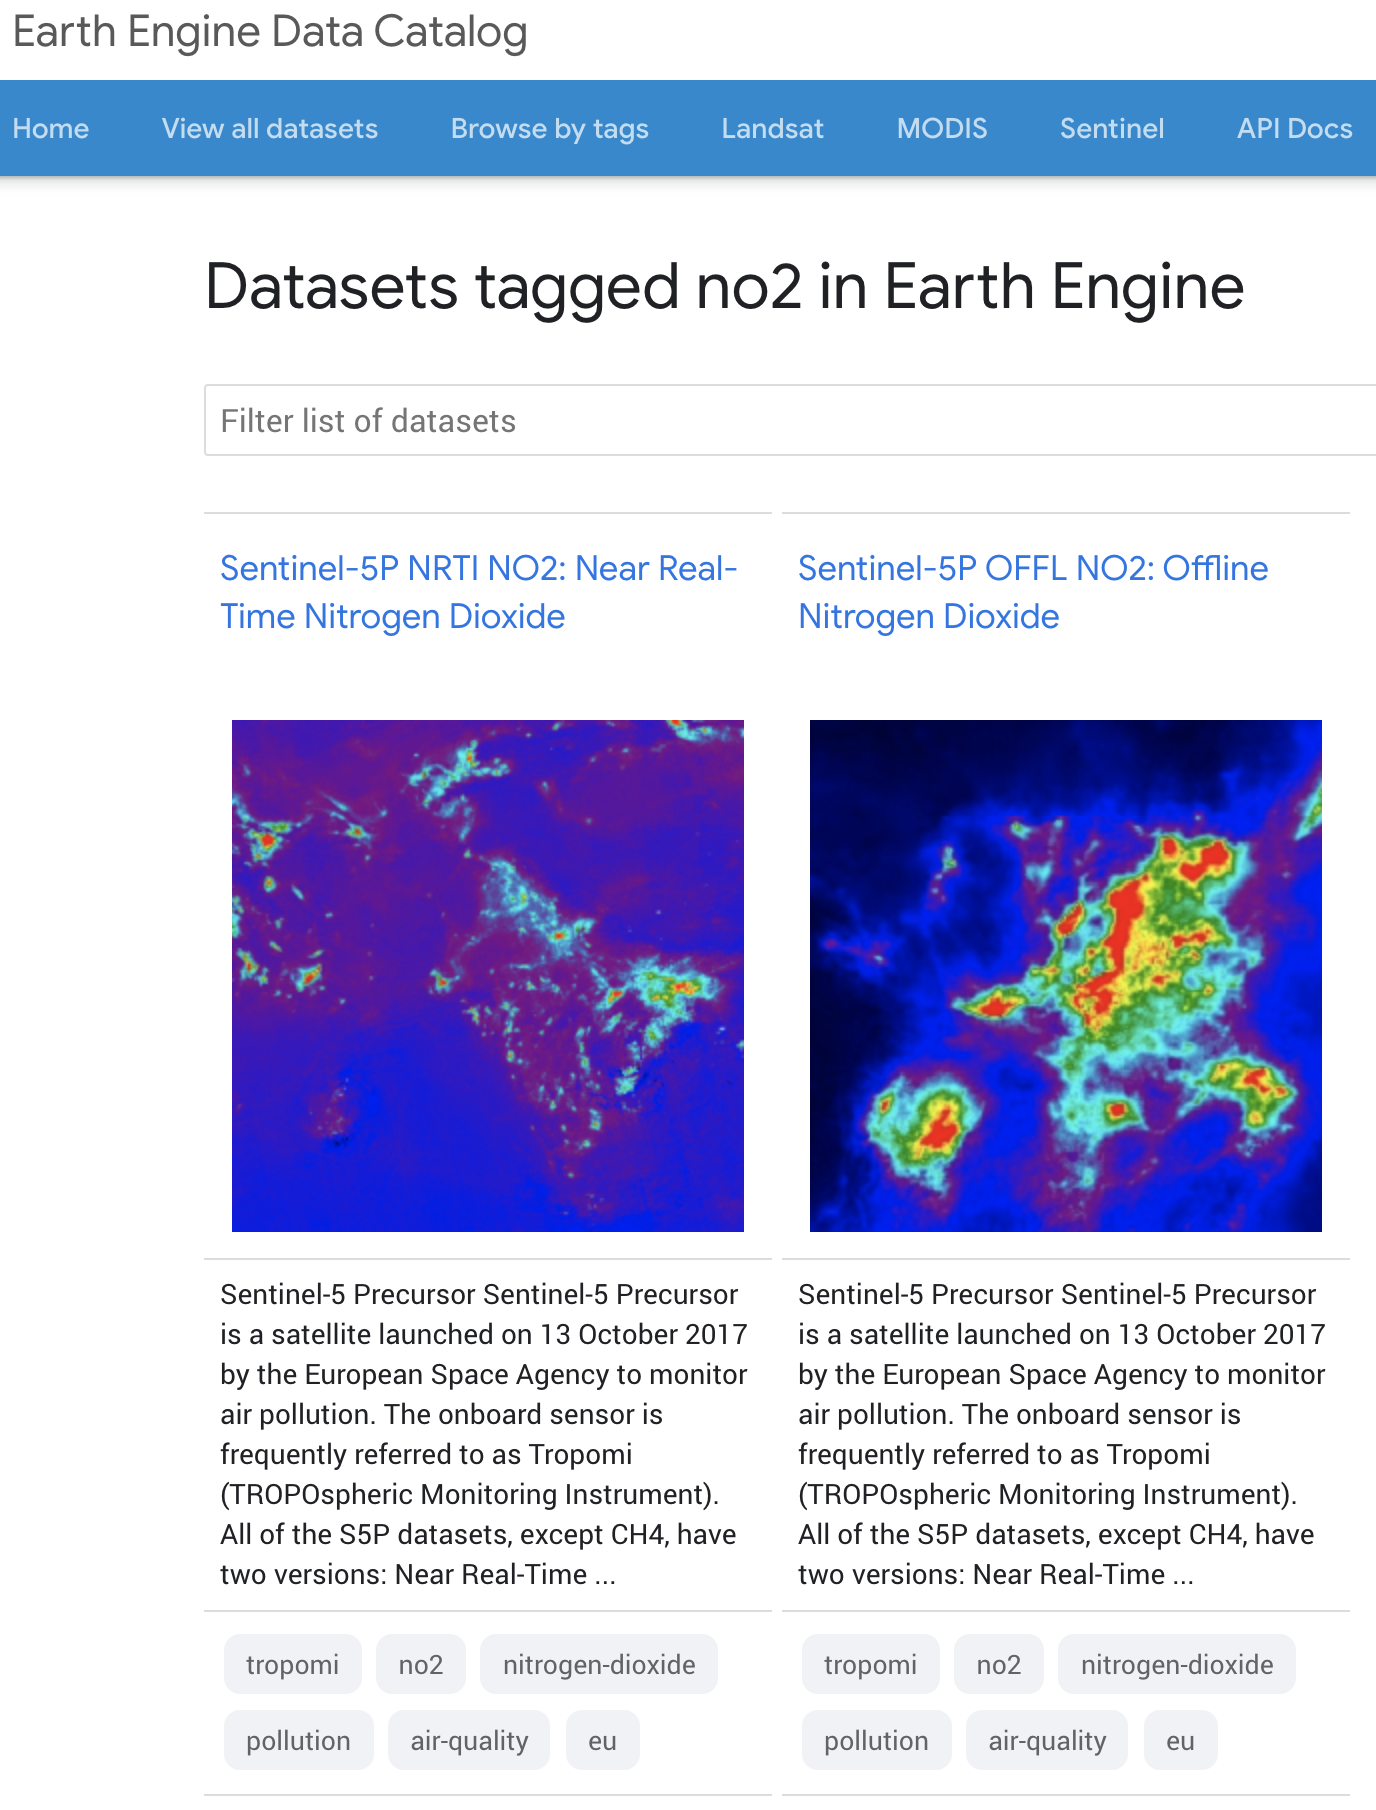 Earth Engine Data Catalog
Home View all datasets Browse by tags Landsat MODIS Sentinel API Docs
Datasets tagged no2 in Earth Engine
Filter list of datasets
Sentinel-5P NRTI NO2: Near Real-
Time Nitrogen Dioxide
Sentinel-5 Precursor Sentinel-5 Precursor
is a satellite launched on 13 October 2017
by the European Space Agency to monitor
air pollution. The onboard sensor is
frequently referred to as Tropomi
(TROPOspheric Monitoring Instrument).
All of the S5P datasets, except CH4, have
two versions: Near Real-Time ...
tropomi no2 nitrogen-dioxide
pollution air-quality eu
Sentinel-5P OFFL NO2: Offline
Nitrogen Dioxide
Sentinel-5 Precursor Sentinel-5 Precursor
is a satellite launched on 13 October 2017
by the European Space Agency to monitor
air pollution. The onboard sensor is
frequently referred to as Tropomi
(TROPOspheric Monitoring Instrument).
All of the S5P datasets, except CH4, have
two versions: Near Real-Time ...
tropomi no2 nitrogen-dioxide
pollution air-quality eu